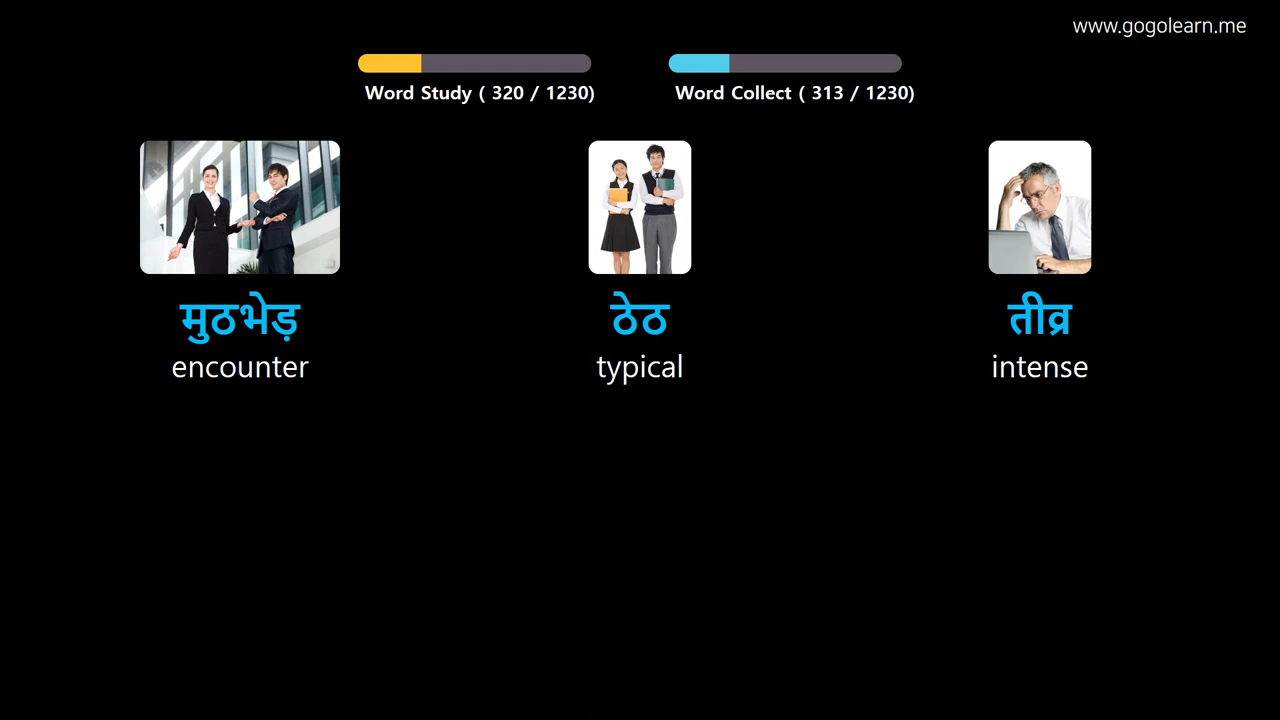 www.gogolearn.me
Word Study ( 320 / 1230)
Word Collect ( 313 / 1230)
मुठभेड़
ठेठ
तीव्र
encounter
typical
intense